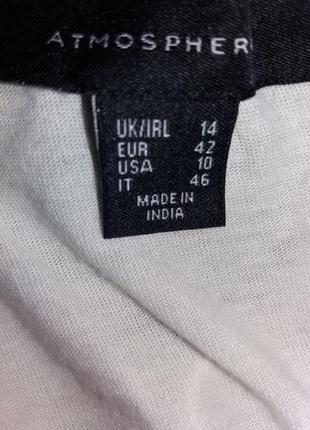 ATMOSPHER
UK/IRL 14
EUR 42
USA 10
IT 46
MADE IN
INDIA